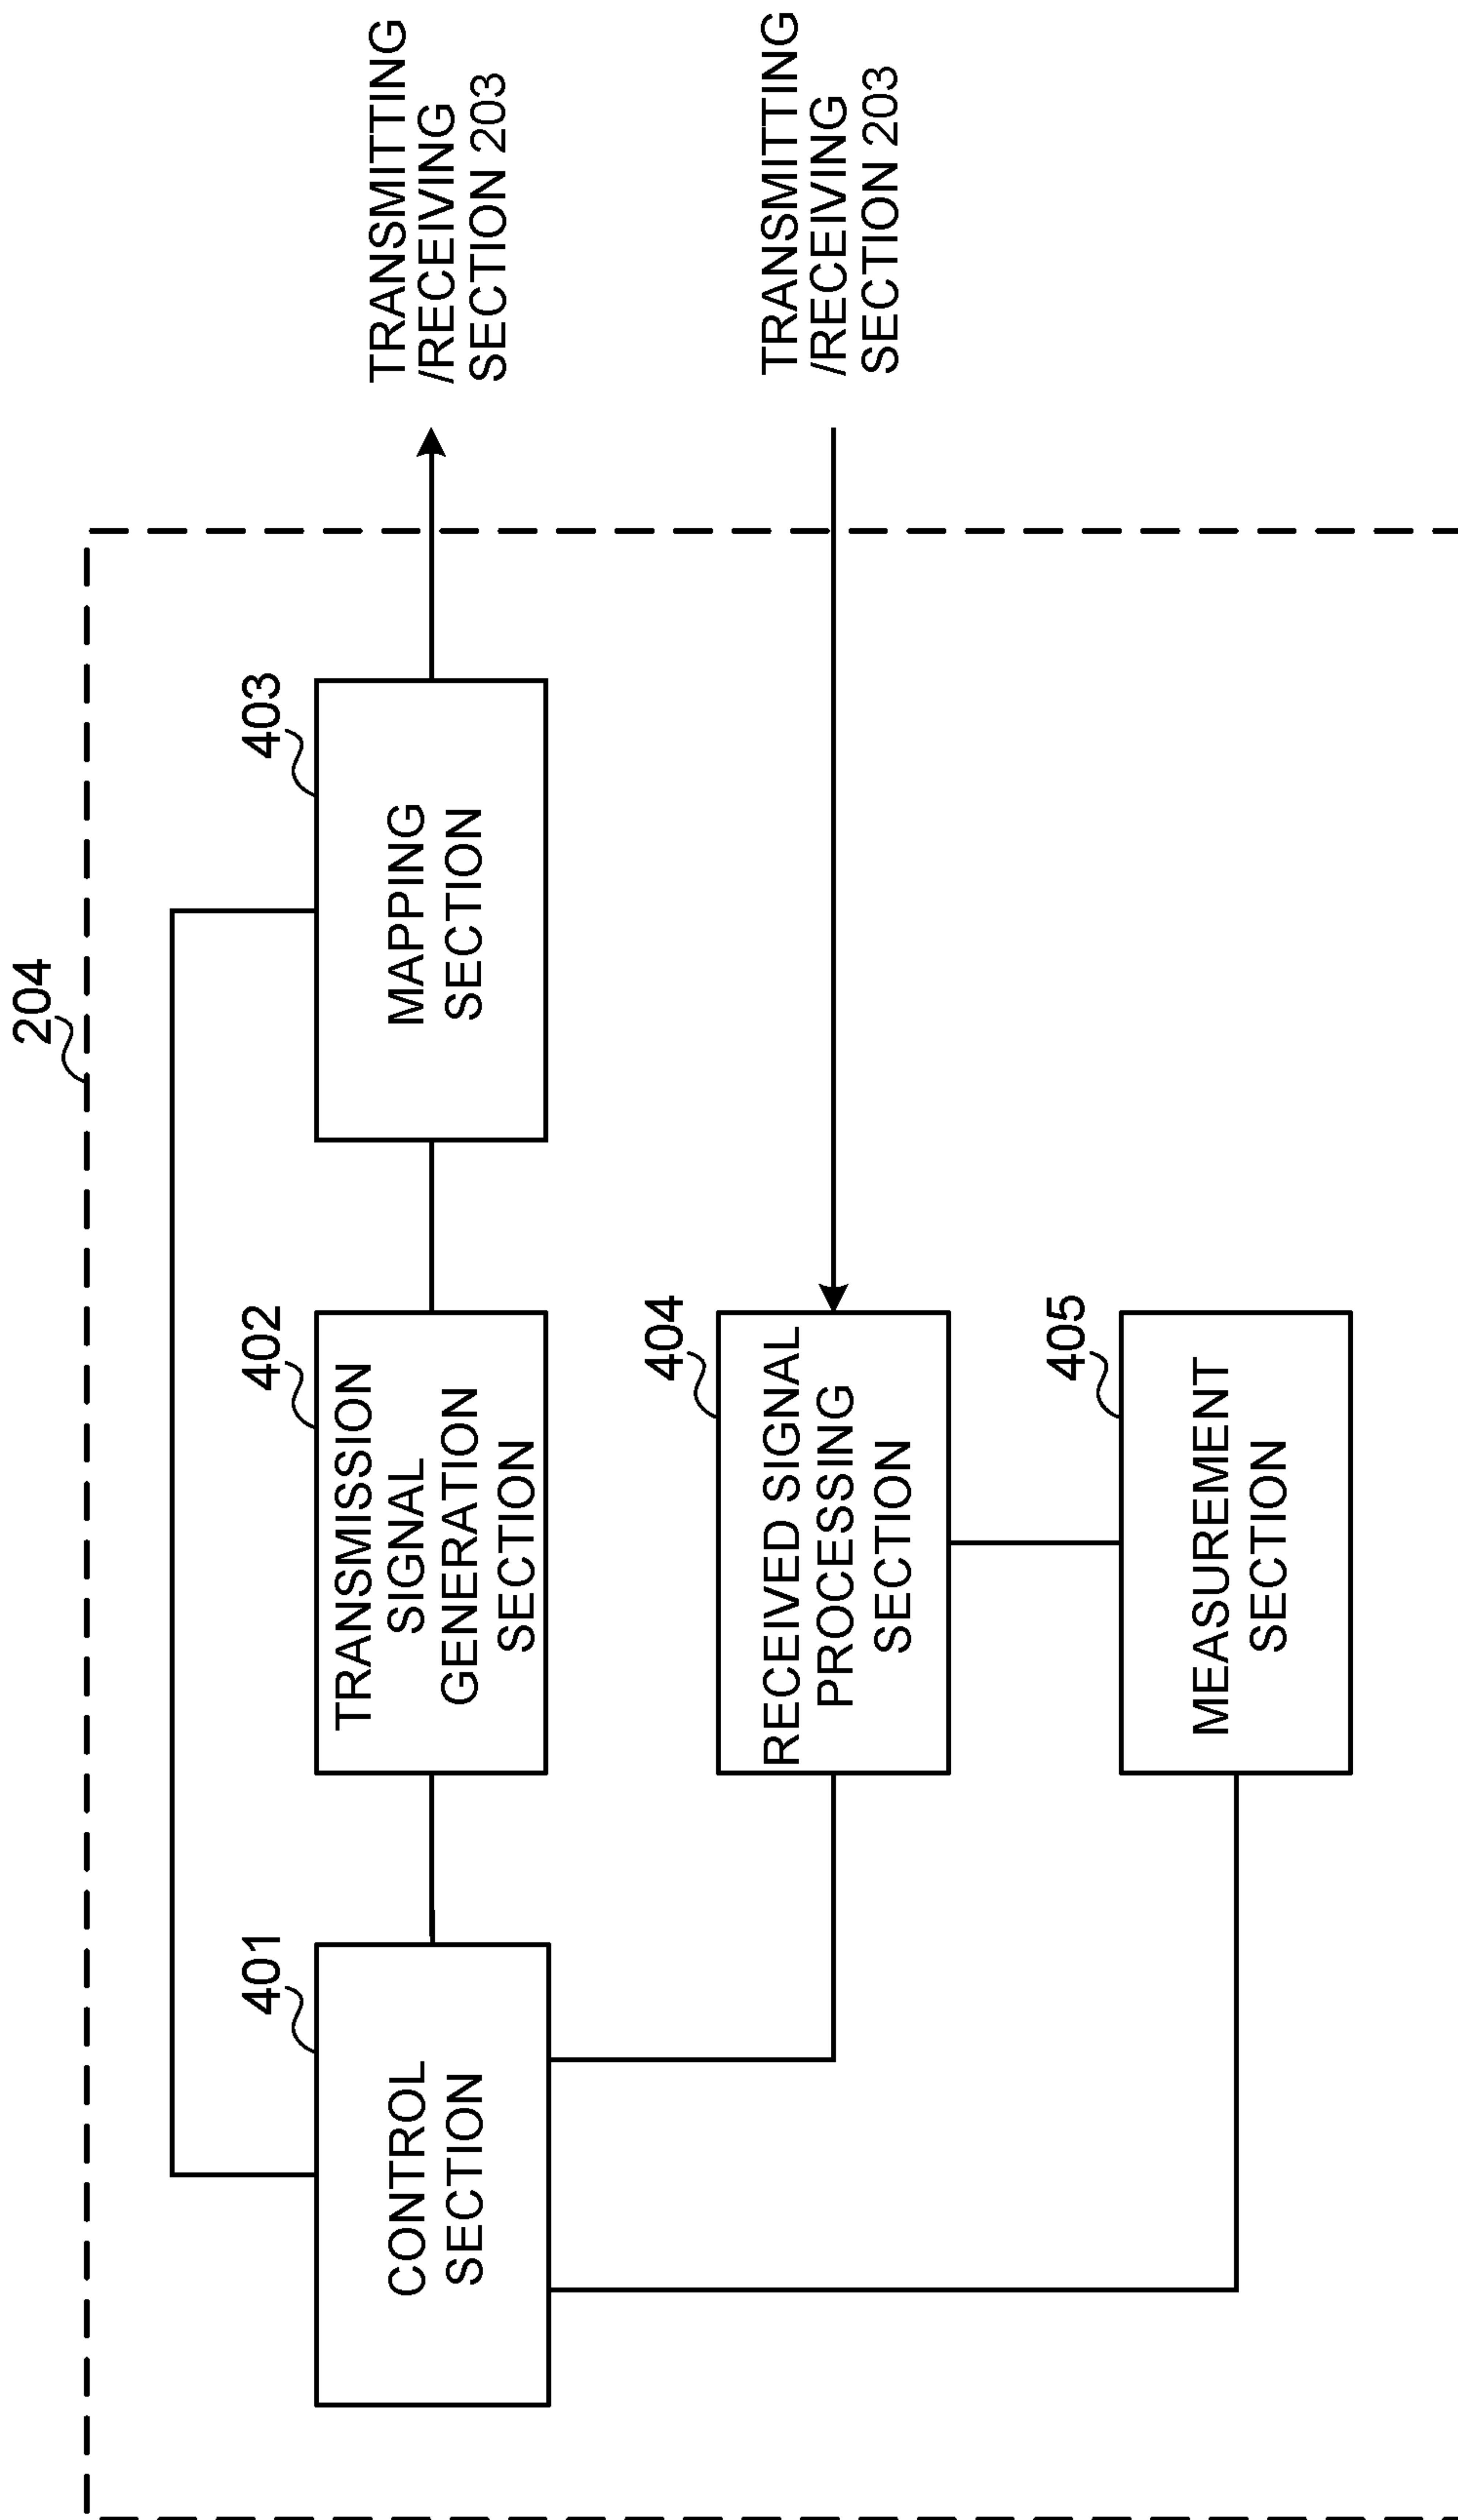 204
401
CONTROL
SECTION
402
TRANSMISSION
SIGNAL
GENERATION
SECTION
403
MAPPING
SECTION
TRANSMITTING
/RECEIVING
SECTION 203
404
RECEIVED SIGNAL
PROCESSING
SECTION
TRANSMITTING
/RECEIVING
SECTION 203
405
MEASUREMENT
SECTION